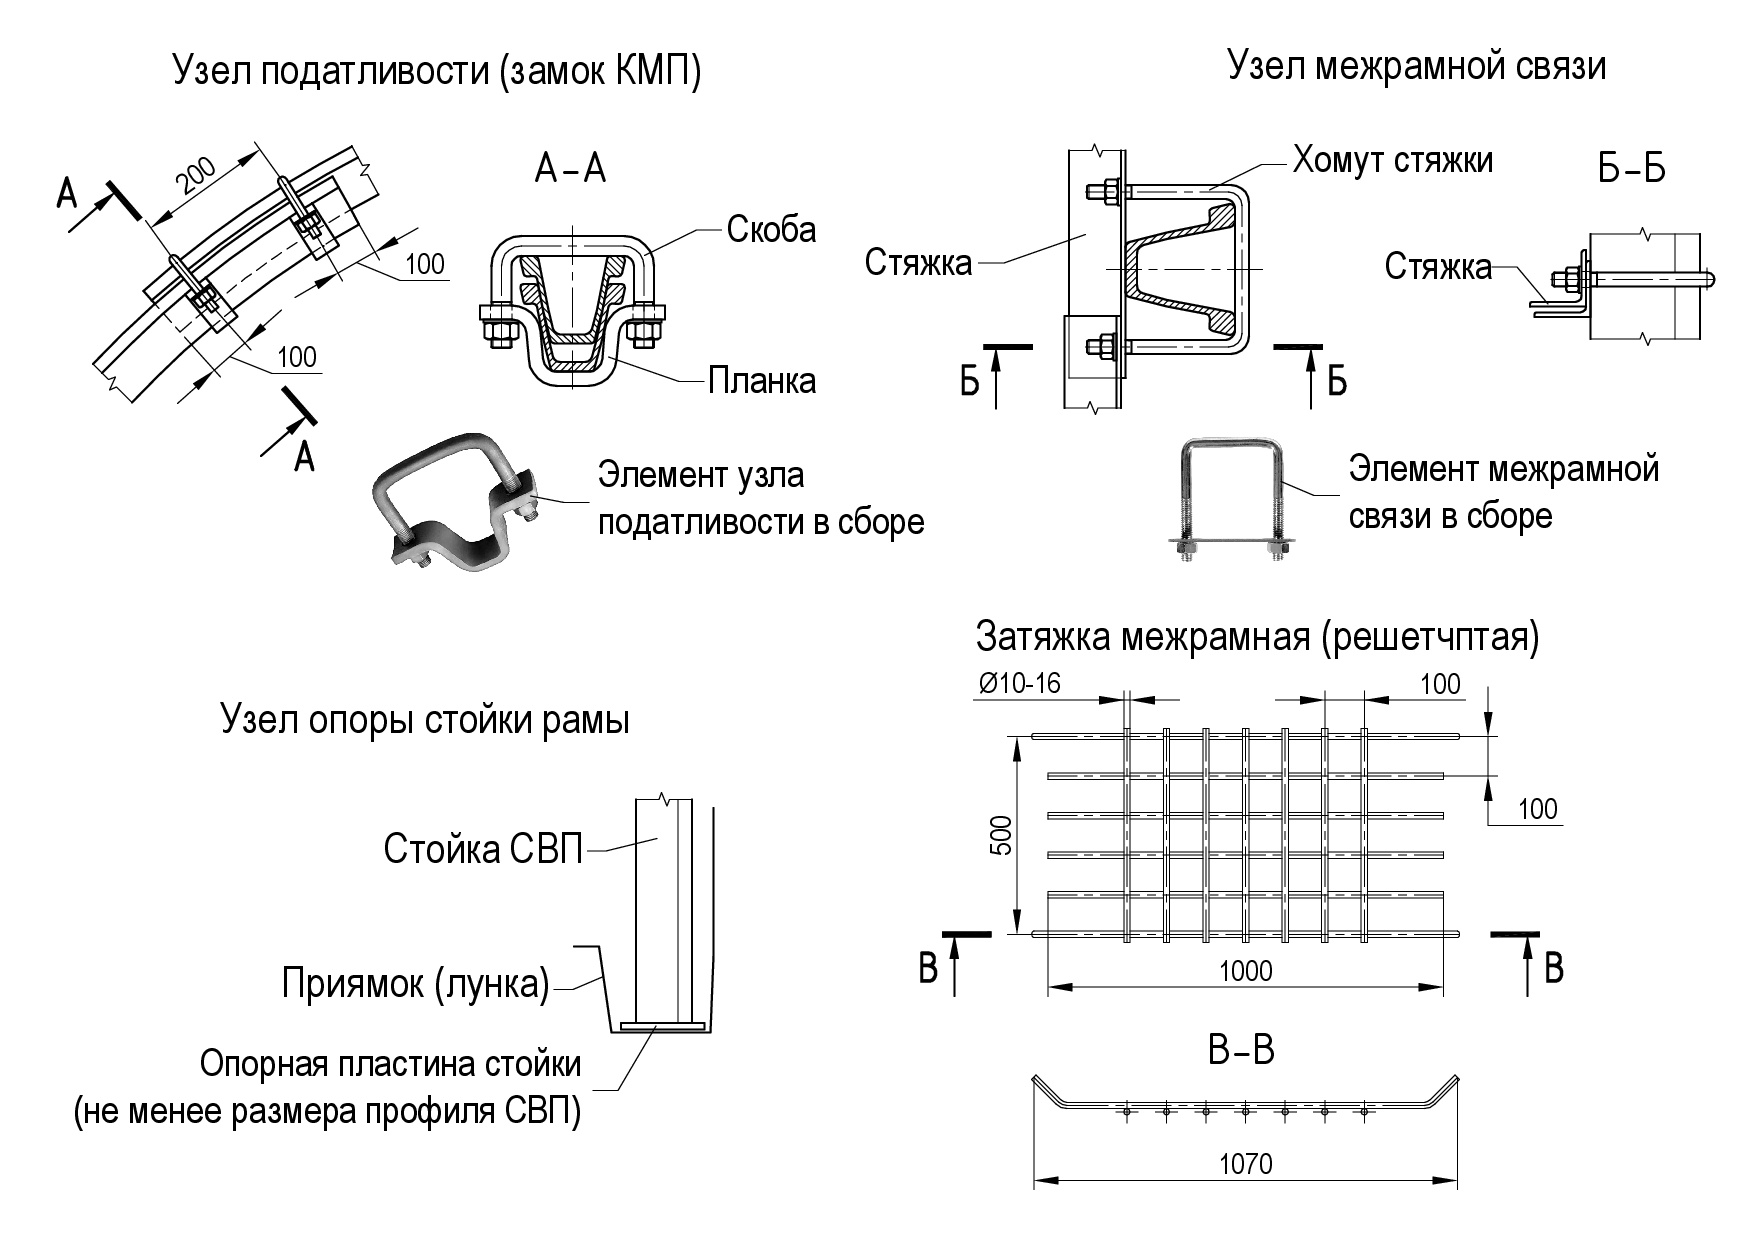 Узел податливости (замок КМП)
А
200
100
100
А
А–А
Скоба
Планка
Элемент узла
податливости в сборе
Узел межрамной связи
Хомут стяжки
Стяжка
Б
Б
Б–Б
Стяжка
Элемент межрамной
связи в сборе
Узел опоры стойки рамы
Стойка СВП
Приямок (лунка)
Опорная пластина стойки
(не менее размера профиля СВП)
Затяжка межрамная (решетчптая)
Ø10-16
100
100
500
1000
В
В
В–В
1070